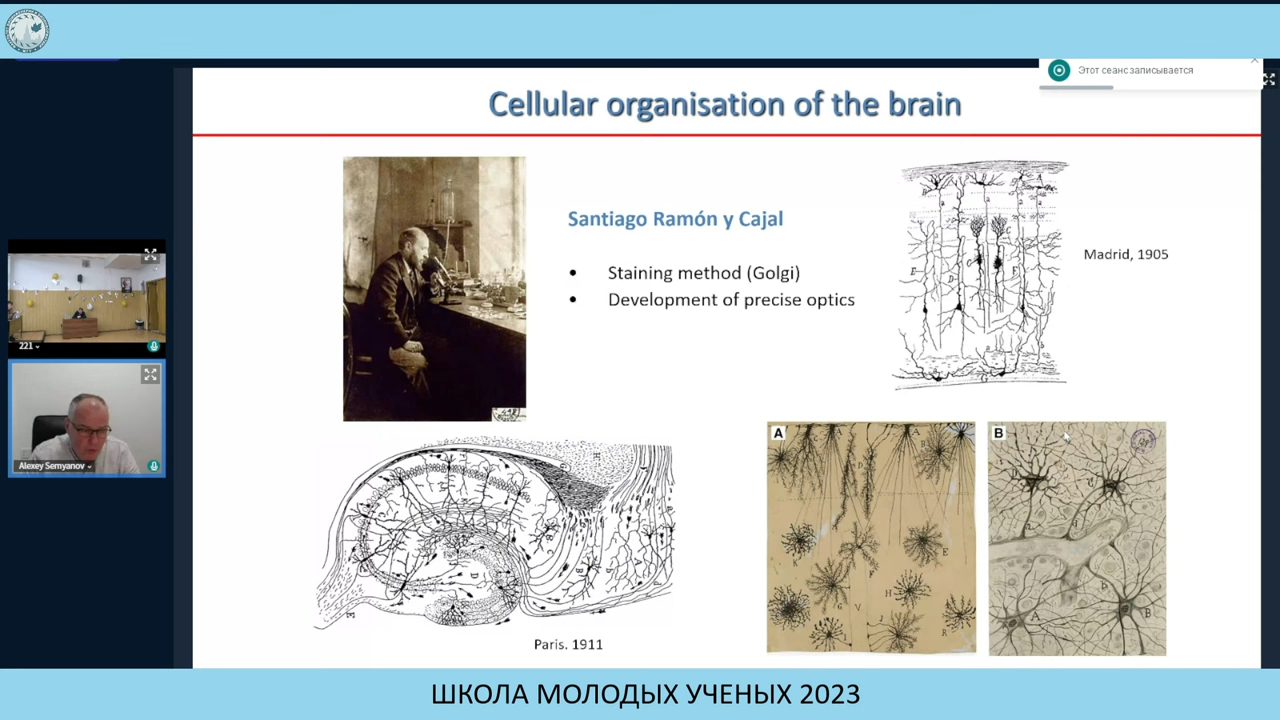 Этот сеанс записывается
Cellular organisation of the brain
Santiago Ramón y Cajal
• Staining method (Golgi)
• Development of precise optics
Madrid, 1905
221
Alexey Semyanov
Paris. 1911
A
B
ШКОЛА МОЛОДЫХ УЧЕНЫХ 2023